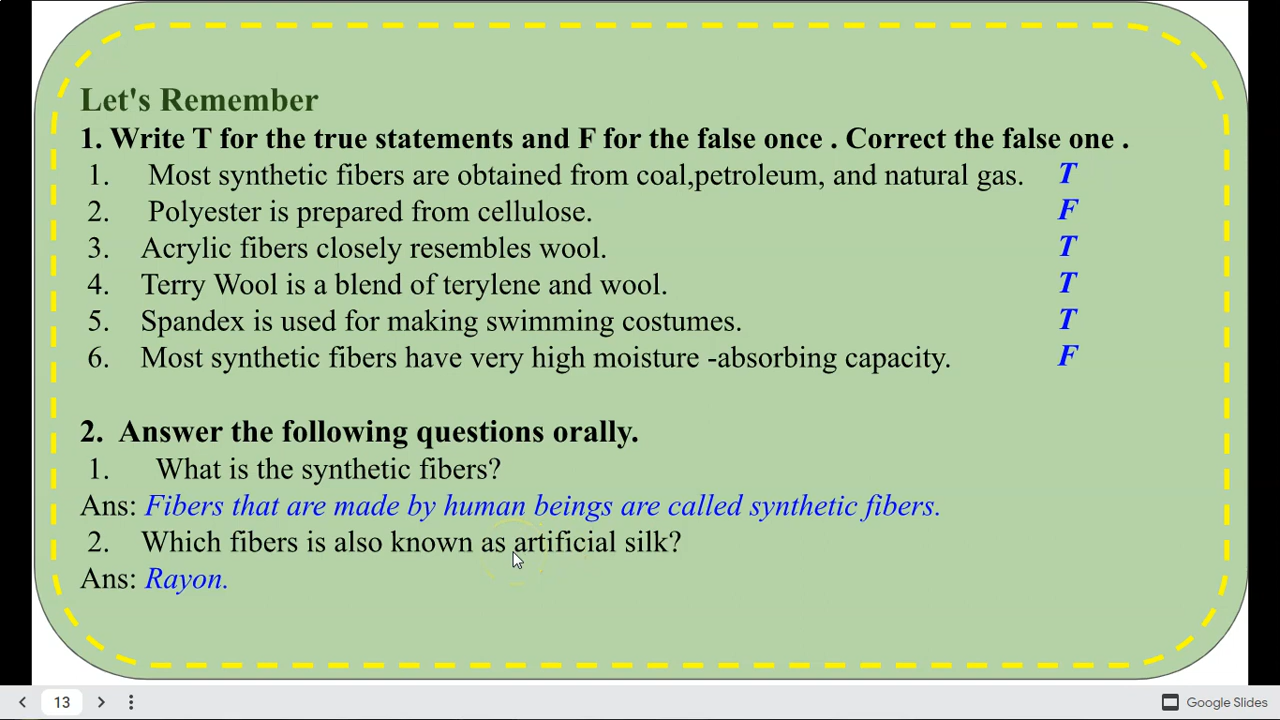 Let's Remember
1. Write T for the true statements and F for the false once . Correct the false one .
1. Most synthetic fibers are obtained from coal,petroleum, and natural gas. T
2. Polyester is prepared from cellulose. F
3. Acrylic fibers closely resembles wool. T
4. Terry Wool is a blend of terylene and wool. T
5. Spandex is used for making swimming costumes. T
6. Most synthetic fibers have very high moisture -absorbing capacity. F
2. Answer the following questions orally.
1. What is the synthetic fibers?
Ans: Fibers that are made by human beings are called synthetic fibers.
2. Which fibers is also known as artificial silk?
Ans: Rayon.
13
Google Slides